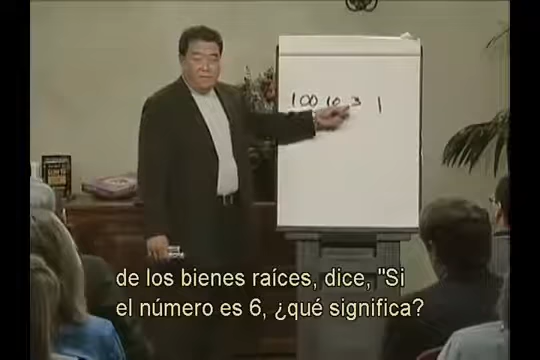 100 10 3 1
de los bienes raíces, dice, "Si
el número es 6, ¿qué significa?